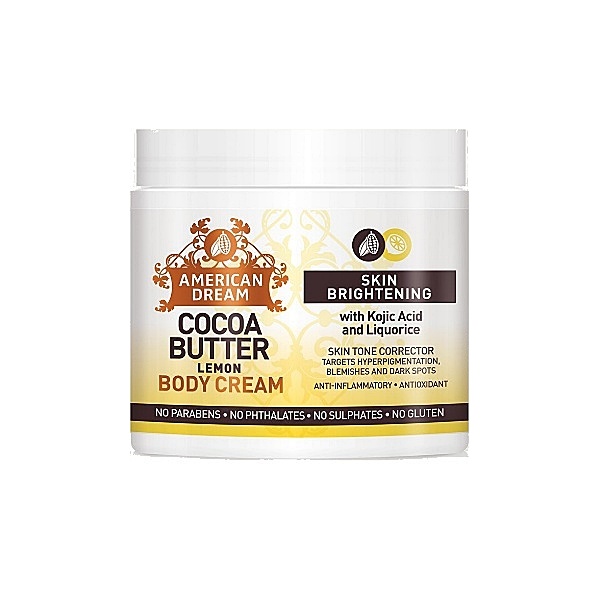 AMERICAN
DREAM
COCOA
BUTTER
LEMON
BODY CREAM
SKIN
BRIGHTENING
with Kojic Acid
and Liquorice
SKIN TONE CORRECTOR
TARGETS HYPERPIGMENTATION,
BLEMISHES AND DARK SPOTS
ANTI-INFLAMMATORY • ANTIOXIDANT
NO PARABENS • NO PHTHALATES • NO SULPHATES • NO GLUTEN